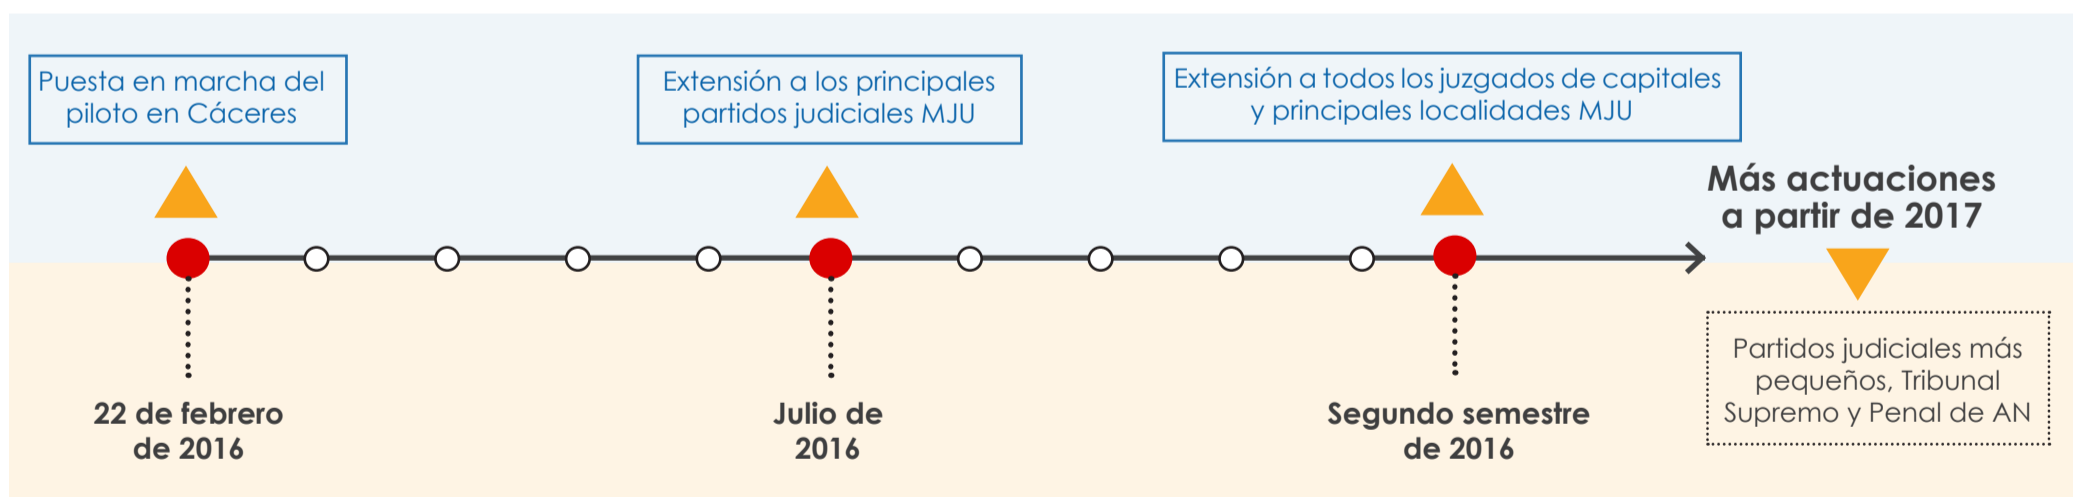 Puesta en marcha del
piloto en Cáceres
Extensión a los principales
partidos judiciales MJU
Extensión a todos los juzgados de capitales
y principales localidades MJU
Más actuaciones
a partir de 2017
Partidos judiciales más
pequeños, Tribunal
Supremo y Penal de AN
22 de febrero
de 2016
Julio de
2016
Segundo semestre
de 2016